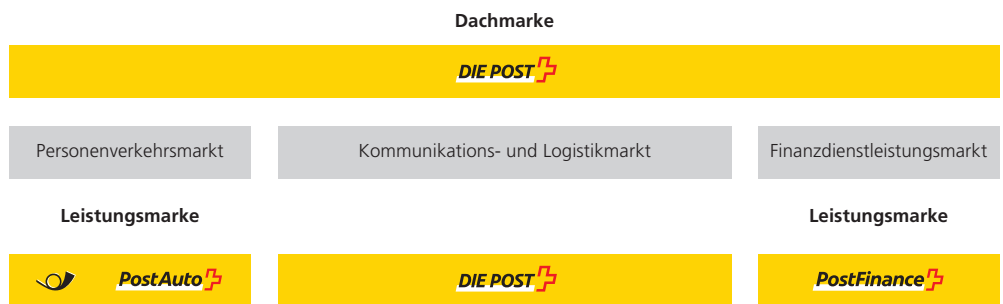 Dachmarke
DIE POST
Personenverkehrsmarkt
Kommunikations- und Logistikmarkt
Finanzdienstleistungsmarkt
Leistungsmarke
Leistungsmarke
PostAuto
DIE POST
PostFinance